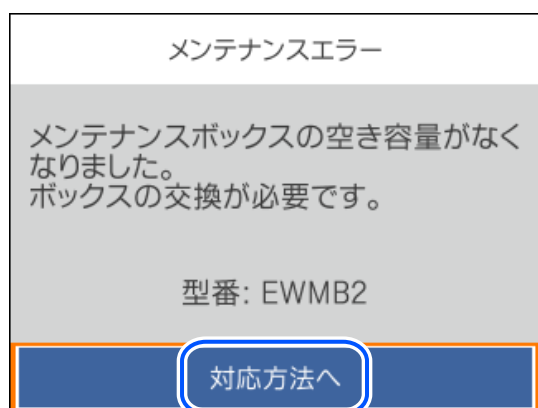 メンテナンスエラー
メンテナンスボックスの空き容量がなく
なりました。
ボックスの交換が必要です。
型番: EWMB2
対応方法へ